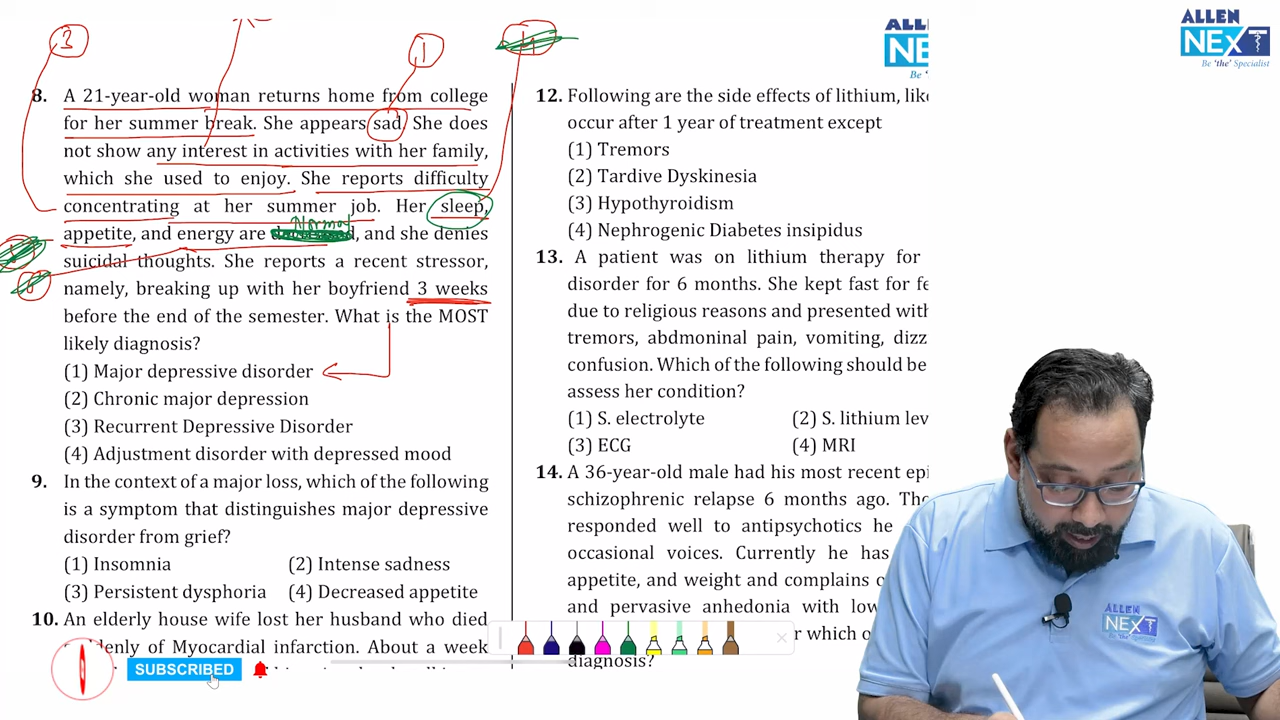 ALLEN
NEXT
Be 'the' Specialist
ALLEN
NE
Be '
3
1
8. A 21-year-old woman returns home from college
for her summer break. She appears sad. She does
not show any interest in activities with her family,
which she used to enjoy. She reports difficulty
concentrating at her summer job. Her sleep,
Normal
appetite, and energy are , and she denies
suicidal thoughts. She reports a recent stressor,
namely, breaking up with her boyfriend 3 weeks
before the end of the semester. What is the MOST
likely diagnosis?
(1) Major depressive disorder
(2) Chronic major depression
(3) Recurrent Depressive Disorder
(4) Adjustment disorder with depressed mood
9. In the context of a major loss, which of the following
is a symptom that distinguishes major depressive
disorder from grief?
(1) Insomnia (2) Intense sadness
(3) Persistent dysphoria (4) Decreased appetite
10. An elderly house wife lost her husband who died
of Myocardial infarction. About a week
SUBSCRIBED
12. Following are the side effects of lithium, lik
occur after 1 year of treatment except
(1) Tremors
(2) Tardive Dyskinesia
(3) Hypothyroidism
(4) Nephrogenic Diabetes insipidus
13. A patient was on lithium therapy for
disorder for 6 months. She kept fast for fe
due to religious reasons and presented wit
tremors, abdmoninal pain, vomiting, dizz
confusion. Which of the following should be
assess her condition?
(1) S. electrolyte (2) S. lithium lev
(3) ECG (4) MRI
14. A 36-year-old male had his most recent epi
schizophrenic relapse 6 months ago. The
responded well to antipsychotics he
occasional voices. Currently he has
appetite, and weight and complains o
and pervasive anhedonia with low
r which o
diagnosis?
ALLEN
NEXT